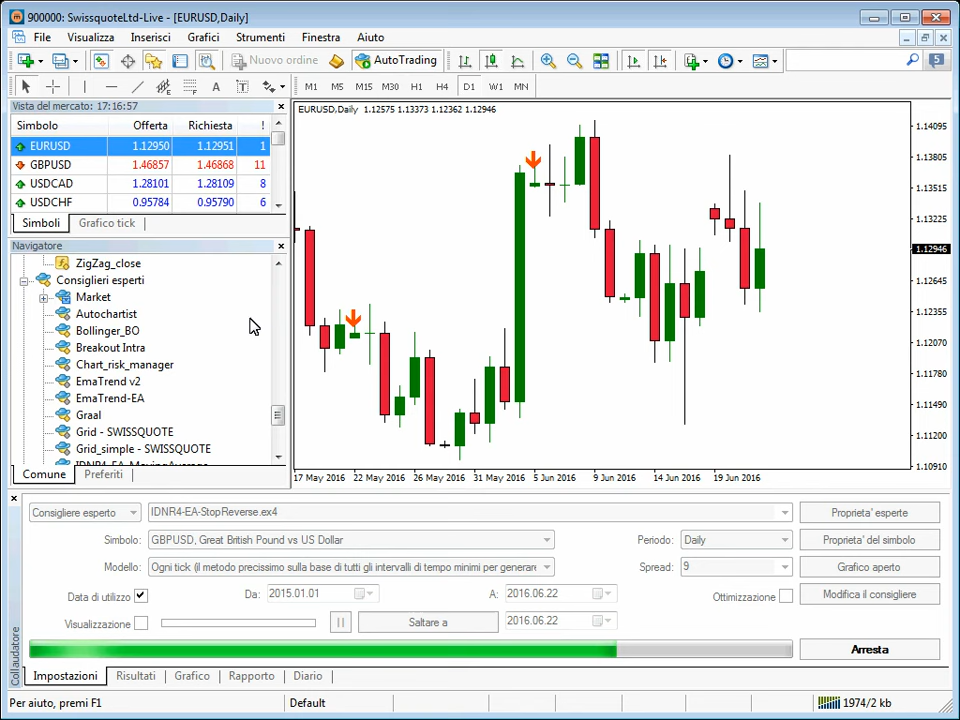 900000: SwissquoteLtd-Live - [EURUSD,Daily]
File Visualizza Inserisci Grafici Strumenti Finestra Aiuto
Nuovo ordine AutoTrading 5
A T M1 M5 M15 M30 H1 H4 D1 W1 MN
Vista del mercato: 17:16:57
Simbolo Offerta Richiesta !
EURUSD 1.12950 1.12951 1
GBPUSD 1.46857 1.46868 11
USDCAD 1.28101 1.28109 8
USDCHF 0.95784 0.95790 6
Simboli Grafico tick
Navigatore
ZigZag_close
Consiglieri esperti
Market
Autochartist
Bollinger_BO
Breakout Intra
Chart_risk_manager
EmaTrend v2
EmaTrend-EA
Graal
Grid - SWISSQUOTE
Grid_simple - SWISSQUOTE
IDNR4-EA-MovingAverage
Comune Preferiti
EURUSD,Daily 1.12575 1.13373 1.12362 1.12946
1.14095
1.13805
1.13515
1.13225
1.12946
1.12645
1.12355
1.12070
1.11780
1.11490
1.11200
1.10910
17 May 2016 22 May 2016 26 May 2016 31 May 2016 5 Jun 2016 9 Jun 2016 14 Jun 2016 19 Jun 2016
Consigliere esperto IDNR4-EA-StopReverse.ex4 Proprieta' esperte
Simbolo: GBPUSD, Great British Pound vs US Dollar Periodo: Daily Proprieta' del simbolo
Modello: Ogni tick (il metodo precissimo sulla base di tutti gli intervalli di tempo minimi per generare Spread: 9 Grafico aperto
Data di utilizzo Da: 2015.01.01 A: 2016.06.22 Ottimizzazione Modifica il consigliere
Visualizzazione Saltare a 2016.06.22
Arresta
Collaudatore
Impostazioni Risultati Grafico Rapporto Diario
Per aiuto, premi F1 Default 1974/2 kb